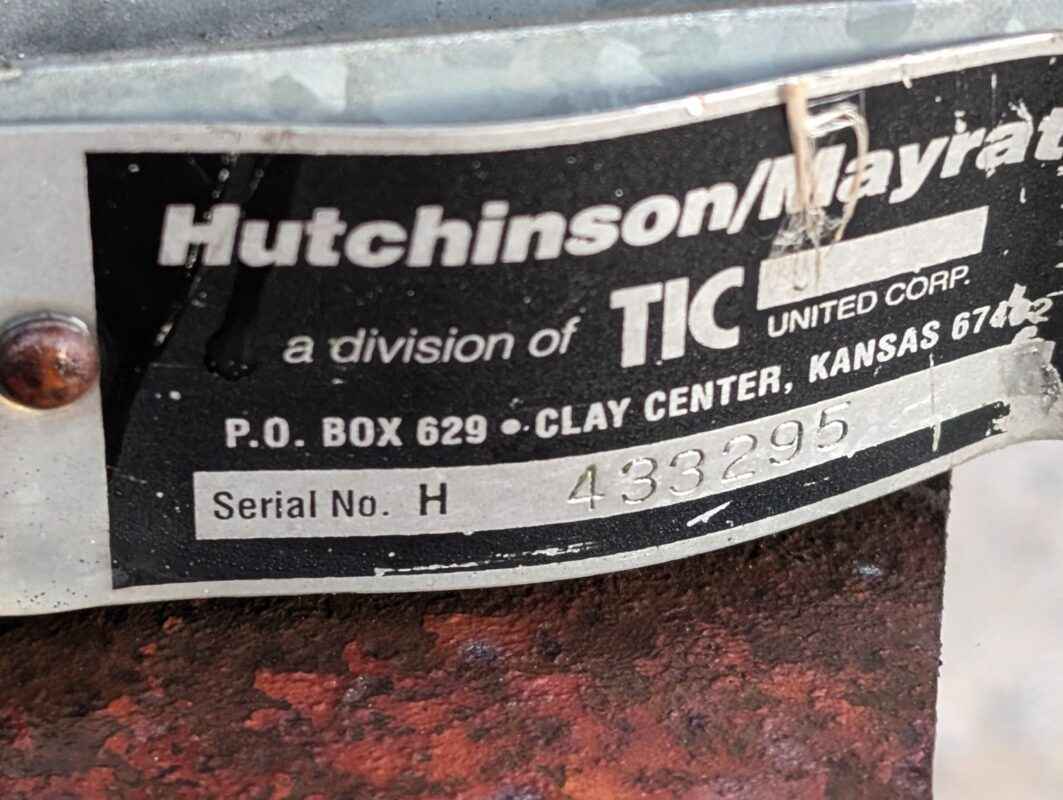 Hutchinson/Mayrat
a division of TIC UNITED CORP.
P.O. BOX 629 • CLAY CENTER, KANSAS
Serial No. H 433295